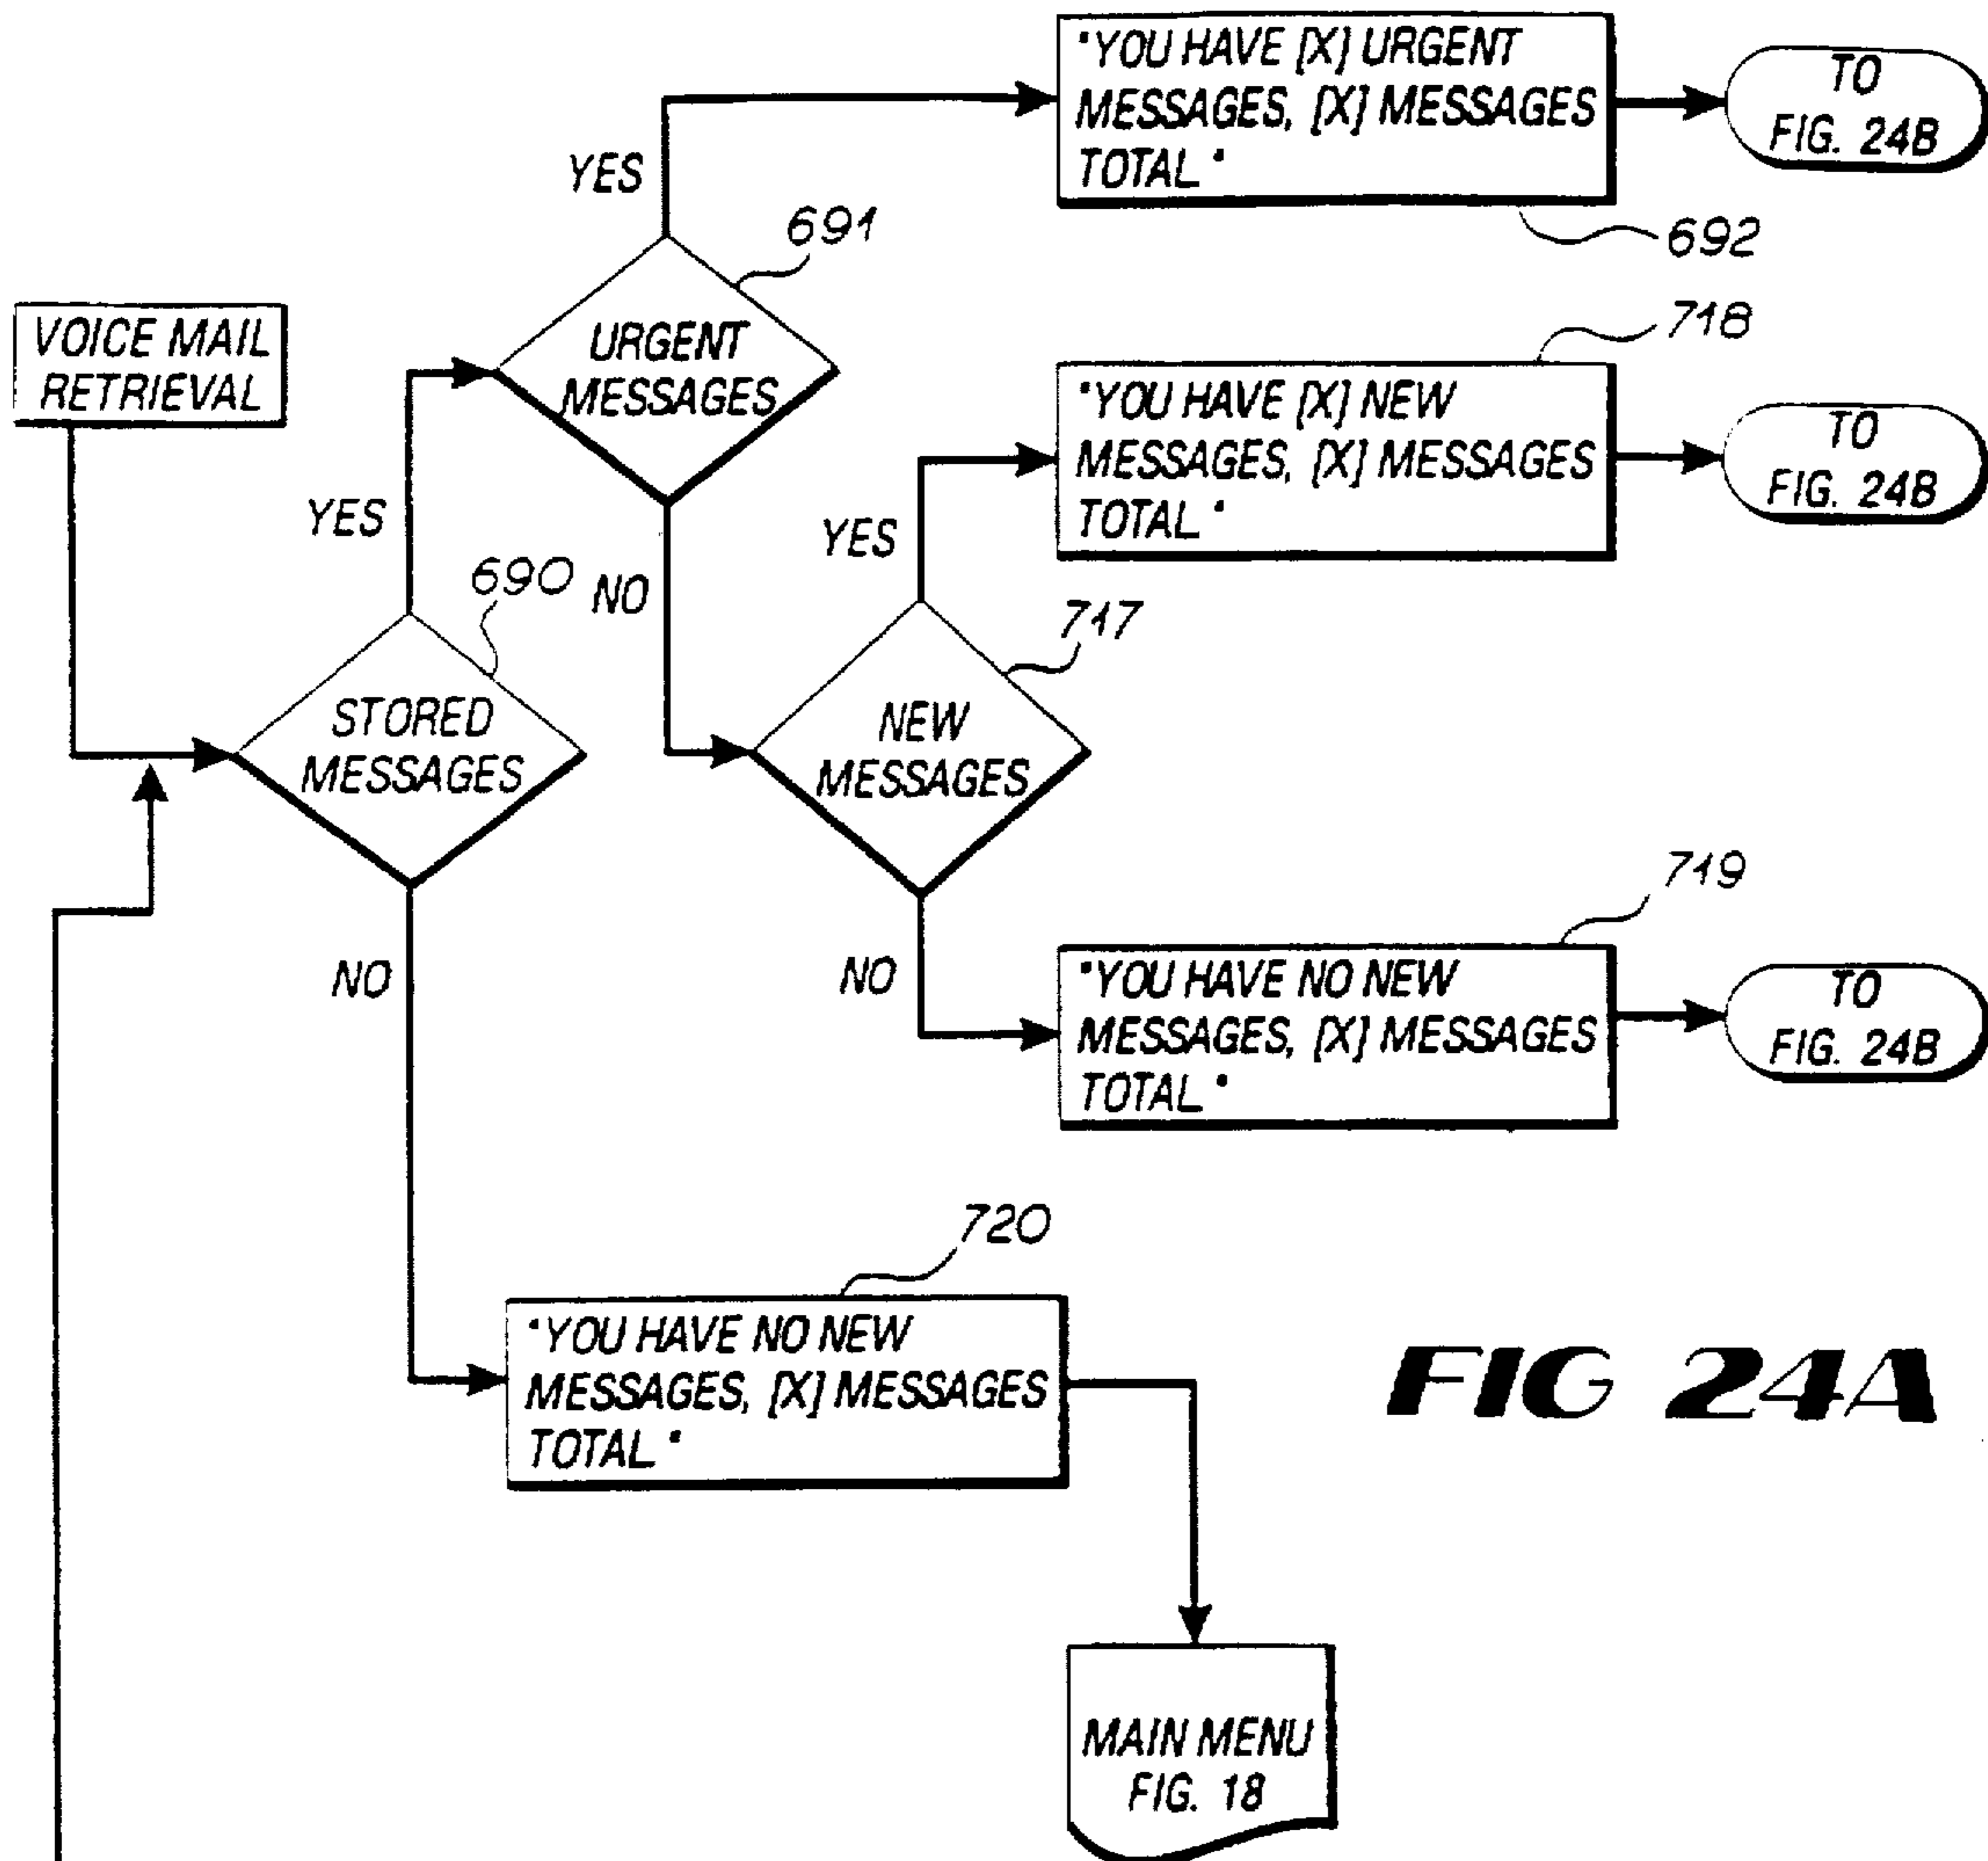 "YOU HAVE [X] URGENT
MESSAGES, [X] MESSAGES
TOTAL"
TO
FIG. 24B
YES
691
692
VOICE MAIL
RETRIEVAL
URGENT
MESSAGES
718
"YOU HAVE [X] NEW
MESSAGES, [X] MESSAGES
TOTAL"
TO
FIG. 24B
YES
YES
690
NO
717
STORED
MESSAGES
NEW
MESSAGES
719
NO
NO
"YOU HAVE NO NEW
MESSAGES, [X] MESSAGES
TOTAL"
TO
FIG. 24B
720
"YOU HAVE NO NEW
MESSAGES, [X] MESSAGES
TOTAL"
FIG 24A
MAIN MENU
FIG. 18